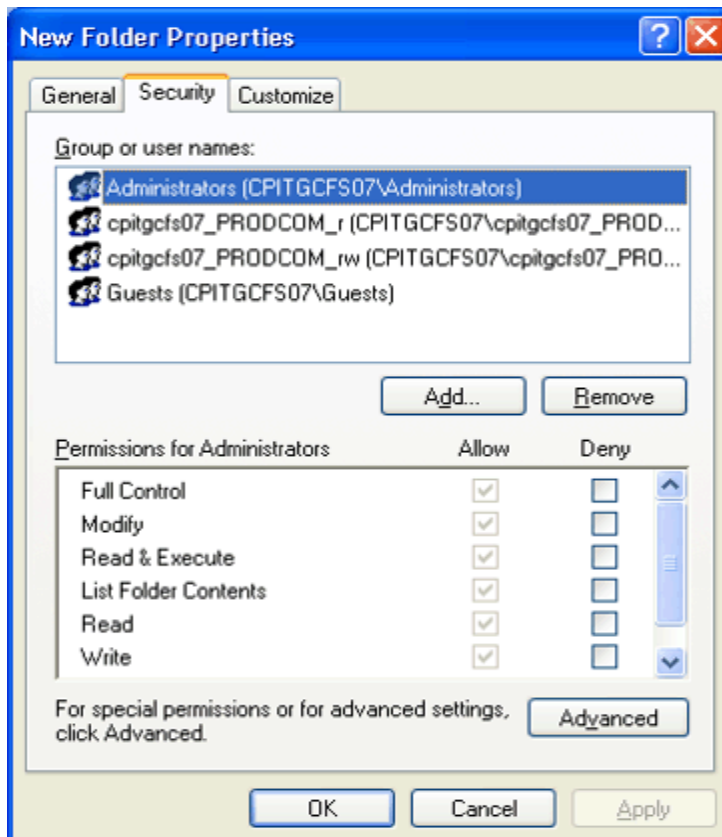 New Folder Properties
General Security Customize
Group or user names:
Administrators (CPITGCFS07\Administrators)
cpitgcfs07_PRODCOM_r (CPITGCFS07\cpitgcfs07_PROD...
cpitgcfs07_PRODCOM_rw (CPITGCFS07\cpitgcfs07_PRO...
Guests (CPITGCFS07\Guests)
Add... Remove
Permissions for Administrators Allow Deny
Full Control
Modify
Read & Execute
List Folder Contents
Read
Write
For special permissions or for advanced settings,
click Advanced.
Advanced
OK Cancel Apply